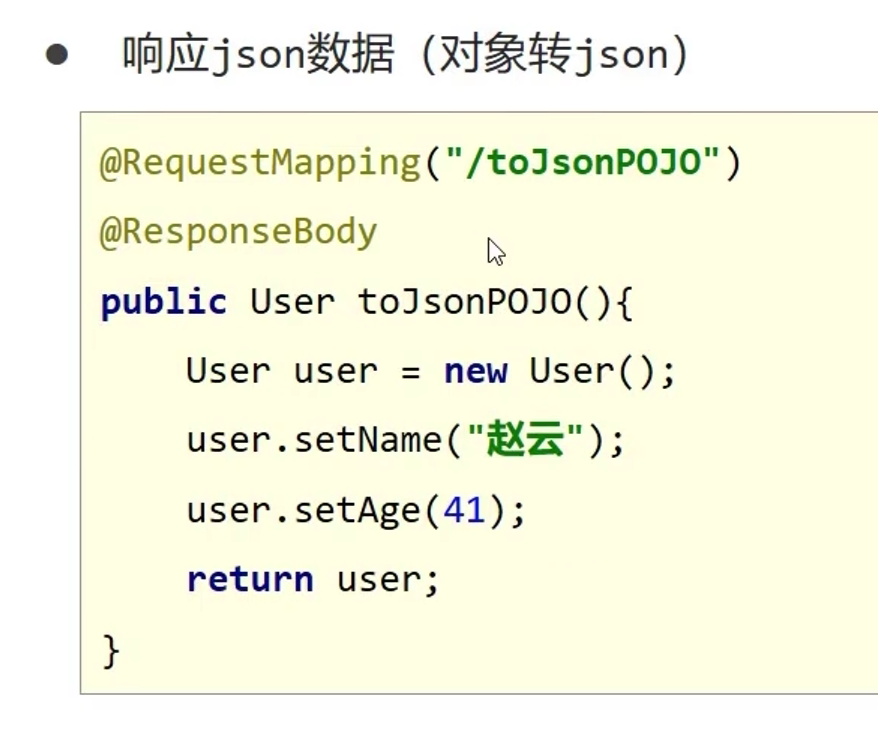 ● 响应json数据（对象转json）
@RequestMapping("/toJsonPOJO")
@ResponseBody
public User toJsonPOJO(){
    User user = new User();
    user.setName("赵云");
    user.setAge(41);
    return user;
}